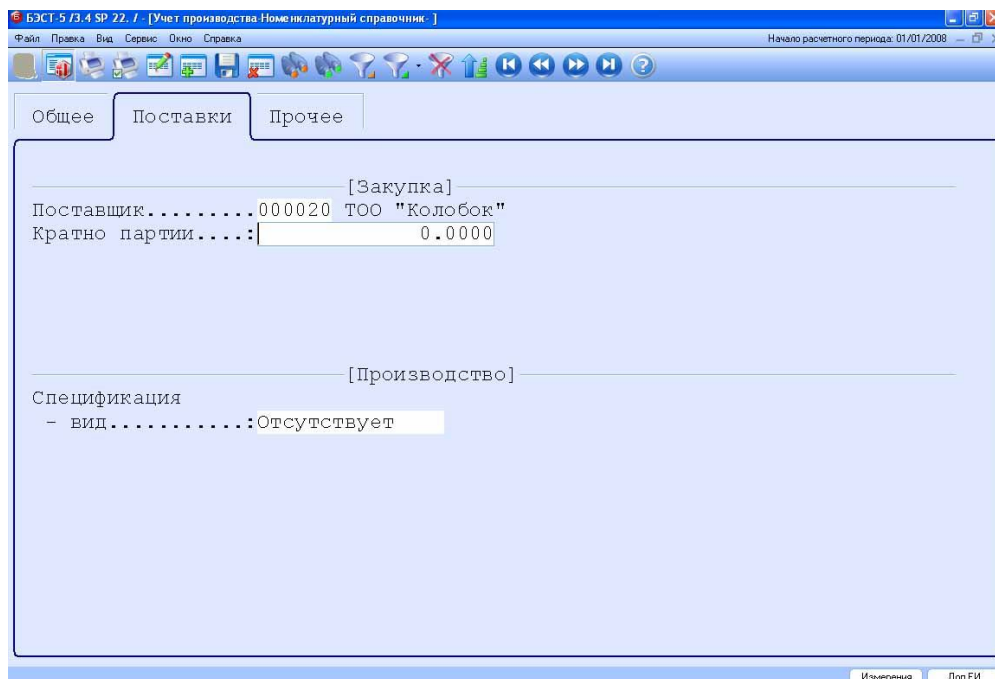 БЭСТ-5 /3.4 SP 22. / - [Учет производства-Номенклатурный справочник- ]
Файл Правка Вид Сервис Окно Справка Начало расчетного периода: 01/01/2008
Общее Поставки Прочее
[Закупка]
Поставщик.........000020 ТОО "Колобок"
Кратно партии....: 0.0000
[Производство]
Спецификация
- вид...........:Отсутствует
Измерения Доп.ЕИ